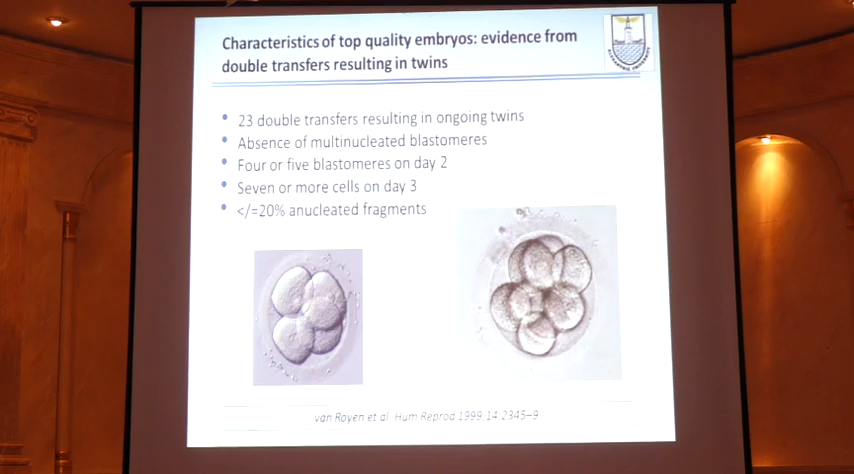 Characteristics of top quality embryos: evidence from
double transfers resulting in twins
• 23 double transfers resulting in ongoing twins
• Absence of multinucleated blastomeres
• Four or five blastomeres on day 2
• Seven or more cells on day 3
• </=20% anucleated fragments
van Royen et al. Hum Reprod 1999;14:2345–9
ALEXANDRIA UNIVERSITY